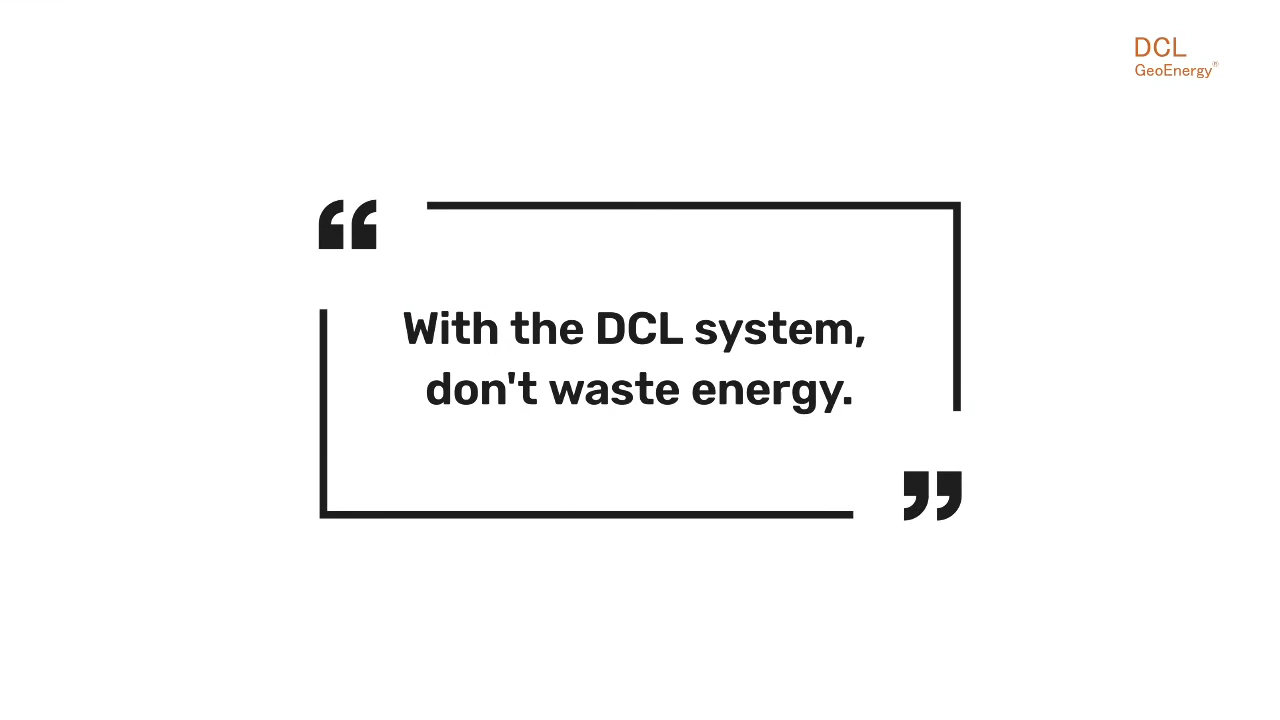 DCL
GeoEnergy®
“
With the DCL system,
don't waste energy.
”